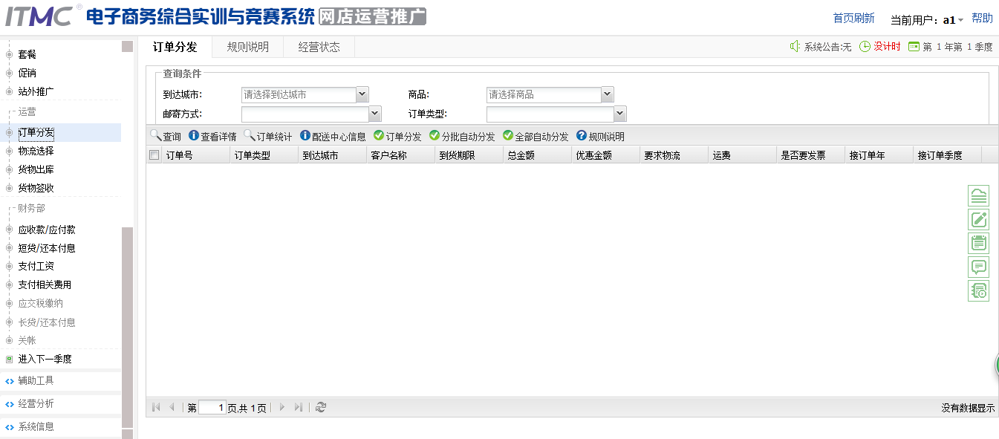 ITMC® 电子商务综合实训与竞赛系统 网店运营推广
首页刷新 当前用户: a1 帮助
订单分发 规则说明 经营状态
系统公告:无 没计时 第 1 年第 1 季度
套餐
促销
站外推广
运营
订单分发
物流选择
货物出库
货物签收
财务部
应收款/应付款
短贷/还本付息
支付工资
支付相关费用
应交税缴纳
长贷/还本付息
关帐
进入下一季度
辅助工具
经营分析
系统信息
查询条件
到达城市: 请选择到达城市 商品: 请选择商品
邮寄方式: 订单类型:
查询 查看详情 订单统计 配送中心信息 订单分发 分批自动分发 全部自动分发 规则说明
订单号 订单类型 到达城市 客户名称 到货期限 总金额 优惠金额 要求物流 运费 是否要发票 接订单年 接订单季度
第 1 页,共 1 页 没有数据显示